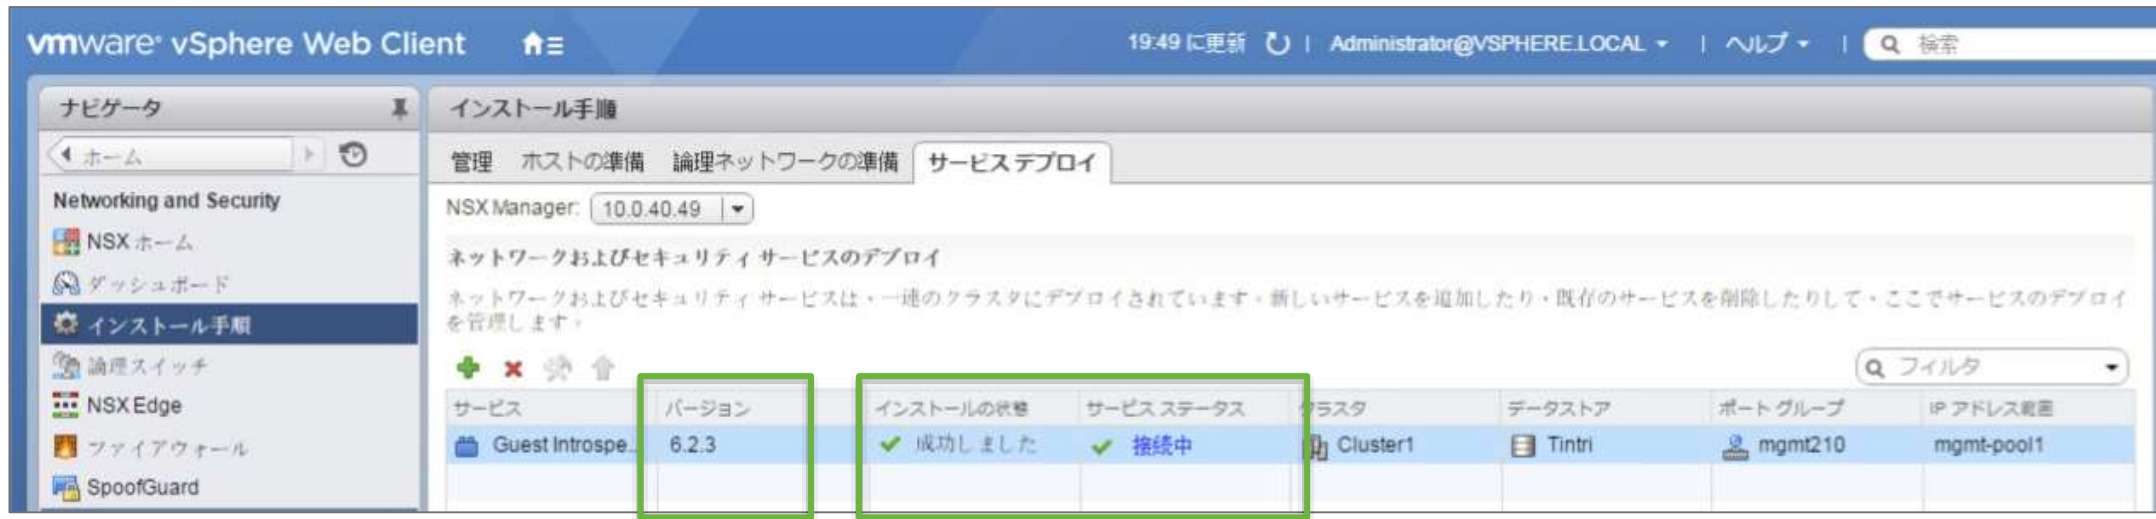 vmware® vSphere Web Client
19:49 に更新 | Administrator@VSPHERE.LOCAL | ヘルプ | 検索
ナビゲータ
ホーム
Networking and Security
NSX ホーム
ダッシュボード
インストール手順
論理スイッチ
NSX Edge
ファイアウォール
SpoofGuard
インストール手順
管理 ホストの準備 論理ネットワークの準備 サービス デプロイ
NSX Manager: 10.0.40.49
ネットワークおよびセキュリティ サービスのデプロイ
ネットワークおよびセキュリティ サービスは、一連のクラスタにデプロイされています。新しいサービスを追加したり、既存のサービスを削除したりして、ここでサービスのデプロイ
を管理します。
フィルタ
サービス バージョン インストールの状態 サービス ステータス クラスタ データストア ポート グループ IP アドレス範囲
Guest Introspe... 6.2.3 成功しました 接続中 Cluster1 Tintri mgmt210 mgmt-pool1